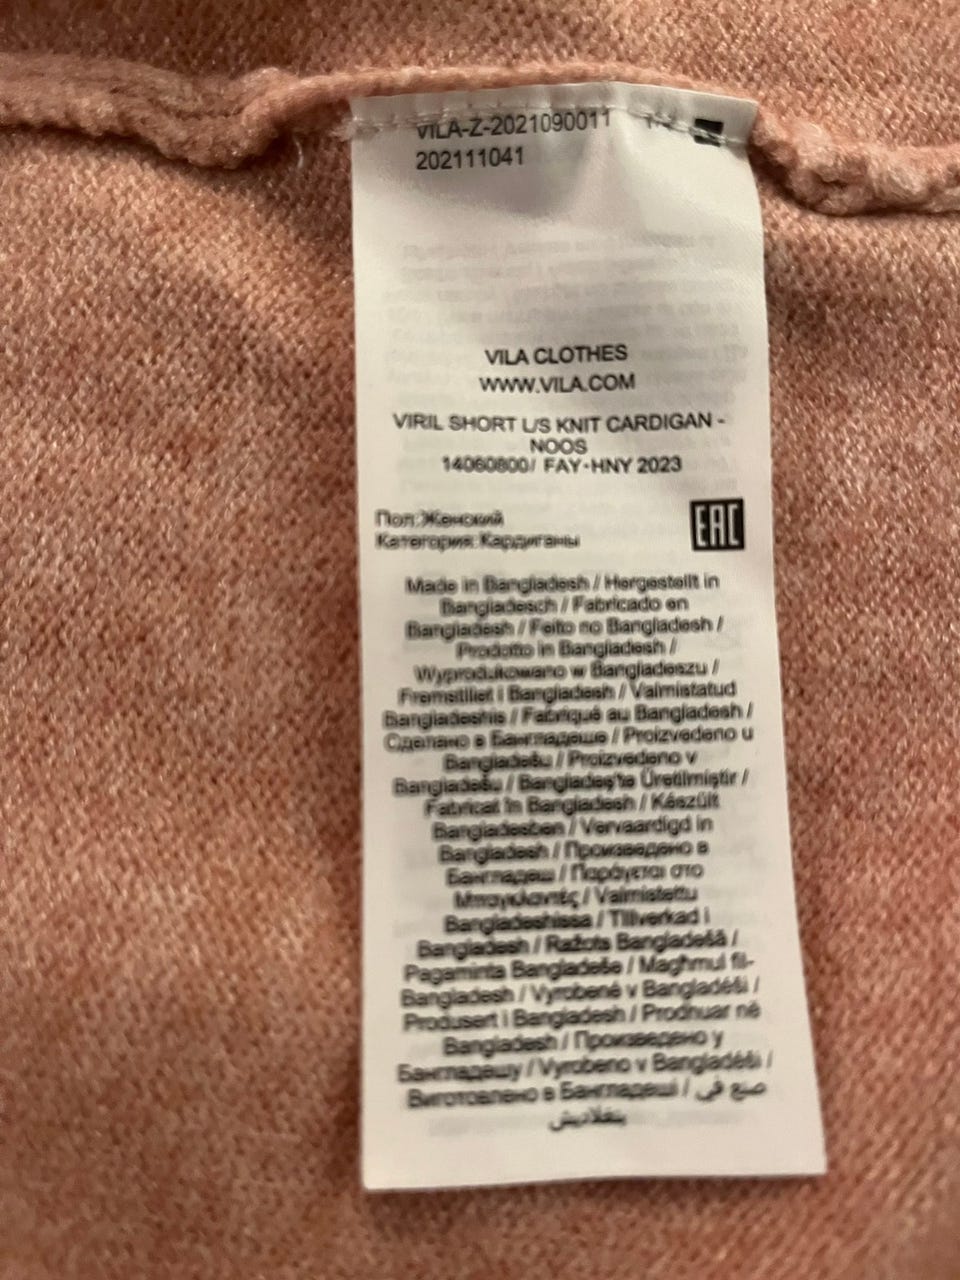 VILA-Z-2021090011
202111041
VILA CLOTHES
WWW.VILA.COM
VIRIL SHORT L/S KNIT CARDIGAN -
NOOS
14060800/ FAY-HNY 2023
Пол:Женский
Категория:Кардиганы
EAC
Made in Bangladesh / Hergestellt in
Bangladesch / Fabricado en
Bangladesh / Feito no Bangladesh /
Prodotto in Bangladesh /
Wyprodukowano w Bangladeszu /
Fremstillet i Bangladesh / Valmistatud
Bangladeshis / Fabriqué au Bangladesh /
Сделано в Бангладеше / Proizvedeno u
Bangladešu / Proizvedeno v
Bangladešu / Bangladeş'te Üretilmiştir /
Fabricat în Bangladesh / Készült
Bangladesben / Vervaardigd in
Bangladesh / Произведено в
Бангладеш / Παράγεται στο
Μπαγκλαντές / Valmistettu
Bangladeshissa / Tillverkad i
Bangladesh / Ražots Bangladešā /
Pagaminta Bangladeše / Magħmul fil-
Bangladesh / Vyrobené v Bangladéši /
Produsert i Bangladesh / Prodhuar në
Bangladesh / Произведено у
Бангладешу / Vyrobeno v Bangladéši /
Виготовлено в Бангладеші / صنع في
بنغلاديش